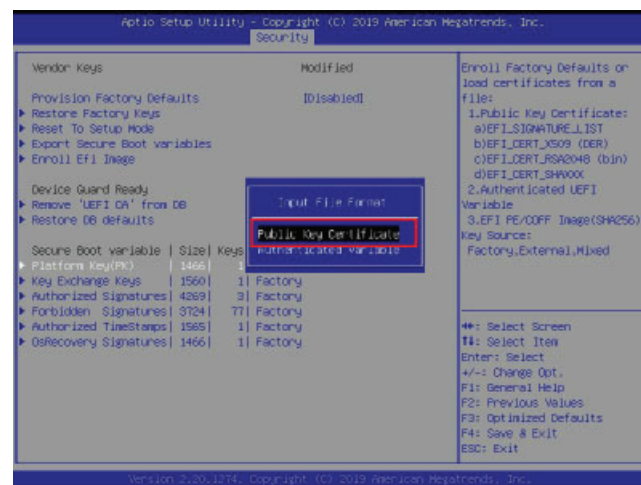 Aptio Setup Utility - Copyright (C) 2019 American Megatrends, Inc.
Security
Vendor Keys Modified
Provision Factory Defaults [Disabled]
Restore Factory Keys
Reset To Setup Mode
Export Secure Boot variables
Enroll Efi Image
Device Guard Ready
Remove 'UEFI CA' from DB
Restore DB defaults
Secure Boot variable | Size| Keys
Platform Key(PK) | 1466| 1
Key Exchange Keys | 1560| 1| Factory
Authorized Signatures| 4269| 3| Factory
Forbidden Signatures| 3724| 77| Factory
Authorized TimeStamps| 1565| 1| Factory
OsRecovery Signatures| 1466| 1| Factory
Input File Format
Public Key Certificate
Authenticated Variable
Enroll Factory Defaults or
load certificates from a
file:
1.Public Key Certificate:
a)EFI_SIGNATURE_LIST
b)EFI_CERT_X509 (DER)
c)EFI_CERT_RSA2048 (bin)
d)EFI_CERT_SHAXXX
2.Authenticated UEFI
Variable
3.EFI PE/COFF Image(SHA256)
Key Source:
Factory,External,Mixed
↔: Select Screen
↑↓: Select Item
Enter: Select
+/-: Change Opt.
F1: General Help
F2: Previous Values
F3: Optimized Defaults
F4: Save & Exit
ESC: Exit
Version 2.20.1274. Copyright (C) 2019 American Megatrends, Inc.